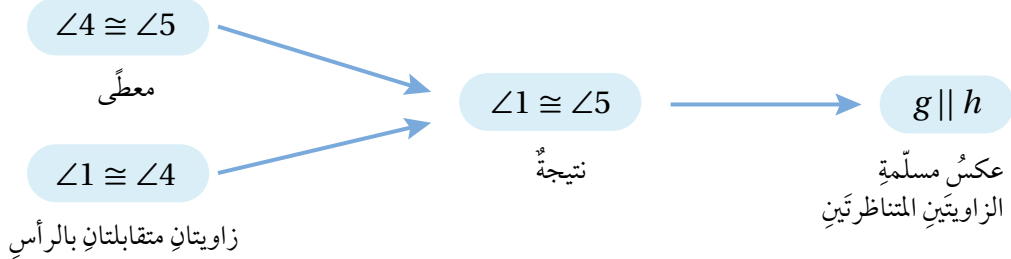 ∠4 ≅ ∠5
معطًى
∠1 ≅ ∠4
زاويتانِ متقابلتانِ بالرأسِ
∠1 ≅ ∠5
نتيجةٌ
g || h
عكسُ مسلّمةِ
الزاويتَينِ المتناظرتَينِ